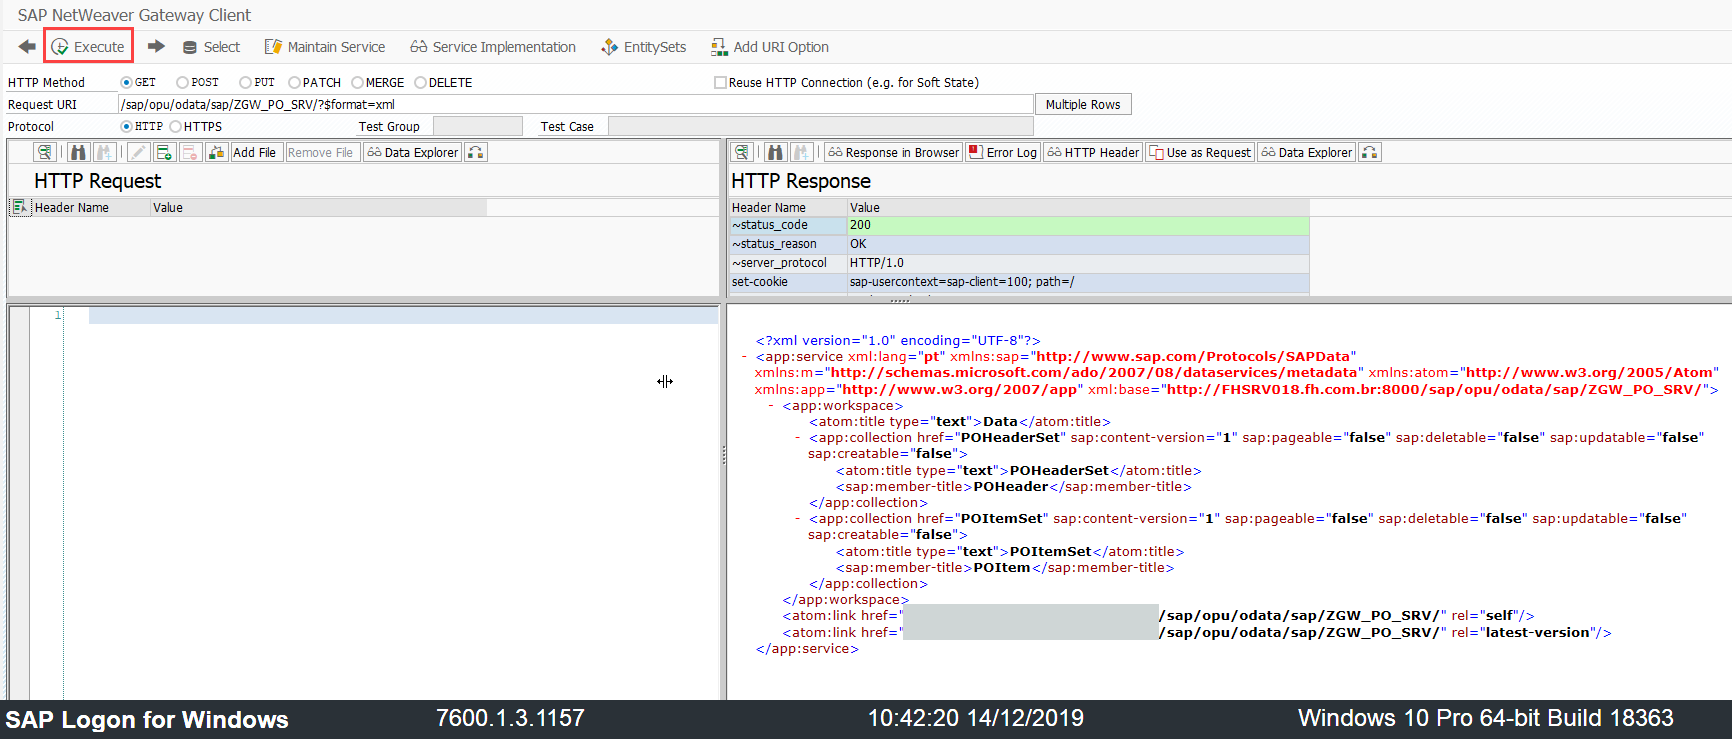 SAP NetWeaver Gateway Client
Execute Select Maintain Service Service Implementation EntitySets Add URI Option
HTTP Method GET POST PUT PATCH MERGE DELETE Reuse HTTP Connection (e.g. for Soft State)
Request URI /sap/opu/odata/sap/ZGW_PO_SRV/?$format=xml Multiple Rows
Protocol HTTP HTTPS Test Group Test Case
Add File Remove File Data Explorer
HTTP Request
Header Name Value
1
Response in Browser Error Log HTTP Header Use as Request Data Explorer
HTTP Response
Header Name Value
~status_code 200
~status_reason OK
~server_protocol HTTP/1.0
set-cookie sap-usercontext=sap-client=100; path=/
<?xml version="1.0" encoding="UTF-8"?>
- <app:service xml:lang="pt" xmlns:sap="http://www.sap.com/Protocols/SAPData"
xmlns:m="http://schemas.microsoft.com/ado/2007/08/dataservices/metadata" xmlns:atom="http://www.w3.org/2005/Atom"
xmlns:app="http://www.w3.org/2007/app" xml:base="http://FHSRV018.fh.com.br:8000/sap/opu/odata/sap/ZGW_PO_SRV/">
- <app:workspace>
<atom:title type="text">Data</atom:title>
- <app:collection href="POHeaderSet" sap:content-version="1" sap:pageable="false" sap:deletable="false" sap:updatable="false"
sap:creatable="false">
<atom:title type="text">POHeaderSet</atom:title>
<sap:member-title>POHeader</sap:member-title>
</app:collection>
- <app:collection href="POItemSet" sap:content-version="1" sap:pageable="false" sap:deletable="false" sap:updatable="false"
sap:creatable="false">
<atom:title type="text">POItemSet</atom:title>
<sap:member-title>POItem</sap:member-title>
</app:collection>
</app:workspace>
<atom:link href=" /sap/opu/odata/sap/ZGW_PO_SRV/" rel="self"/>
<atom:link href=" /sap/opu/odata/sap/ZGW_PO_SRV/" rel="latest-version"/>
</app:service>
SAP Logon for Windows 7600.1.3.1157 10:42:20 14/12/2019 Windows 10 Pro 64-bit Build 18363